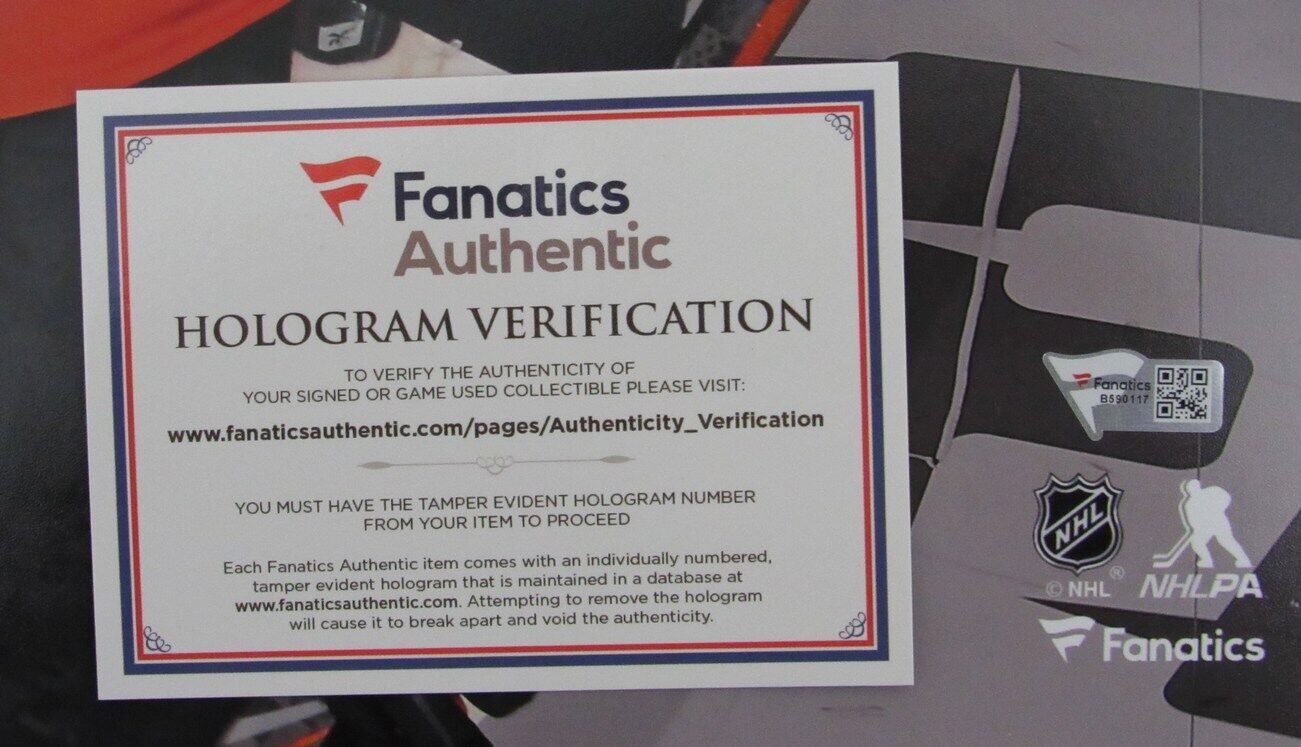 Fanatics
Authentic
HOLOGRAM VERIFICATION
TO VERIFY THE AUTHENTICITY OF
YOUR SIGNED OR GAME USED COLLECTIBLE PLEASE VISIT:
www.fanaticsauthentic.com/pages/Authenticity_Verification
YOU MUST HAVE THE TAMPER EVIDENT HOLOGRAM NUMBER
FROM YOUR ITEM TO PROCEED
Each Fanatics Authentic item comes with an individually numbered,
tamper evident hologram that is maintained in a database at
www.fanaticsauthentic.com. Attempting to remove the hologram
will cause it to break apart and void the authenticity.
Fanatics
B590117
NHL
®
© NHL
NHLPA
Fanatics